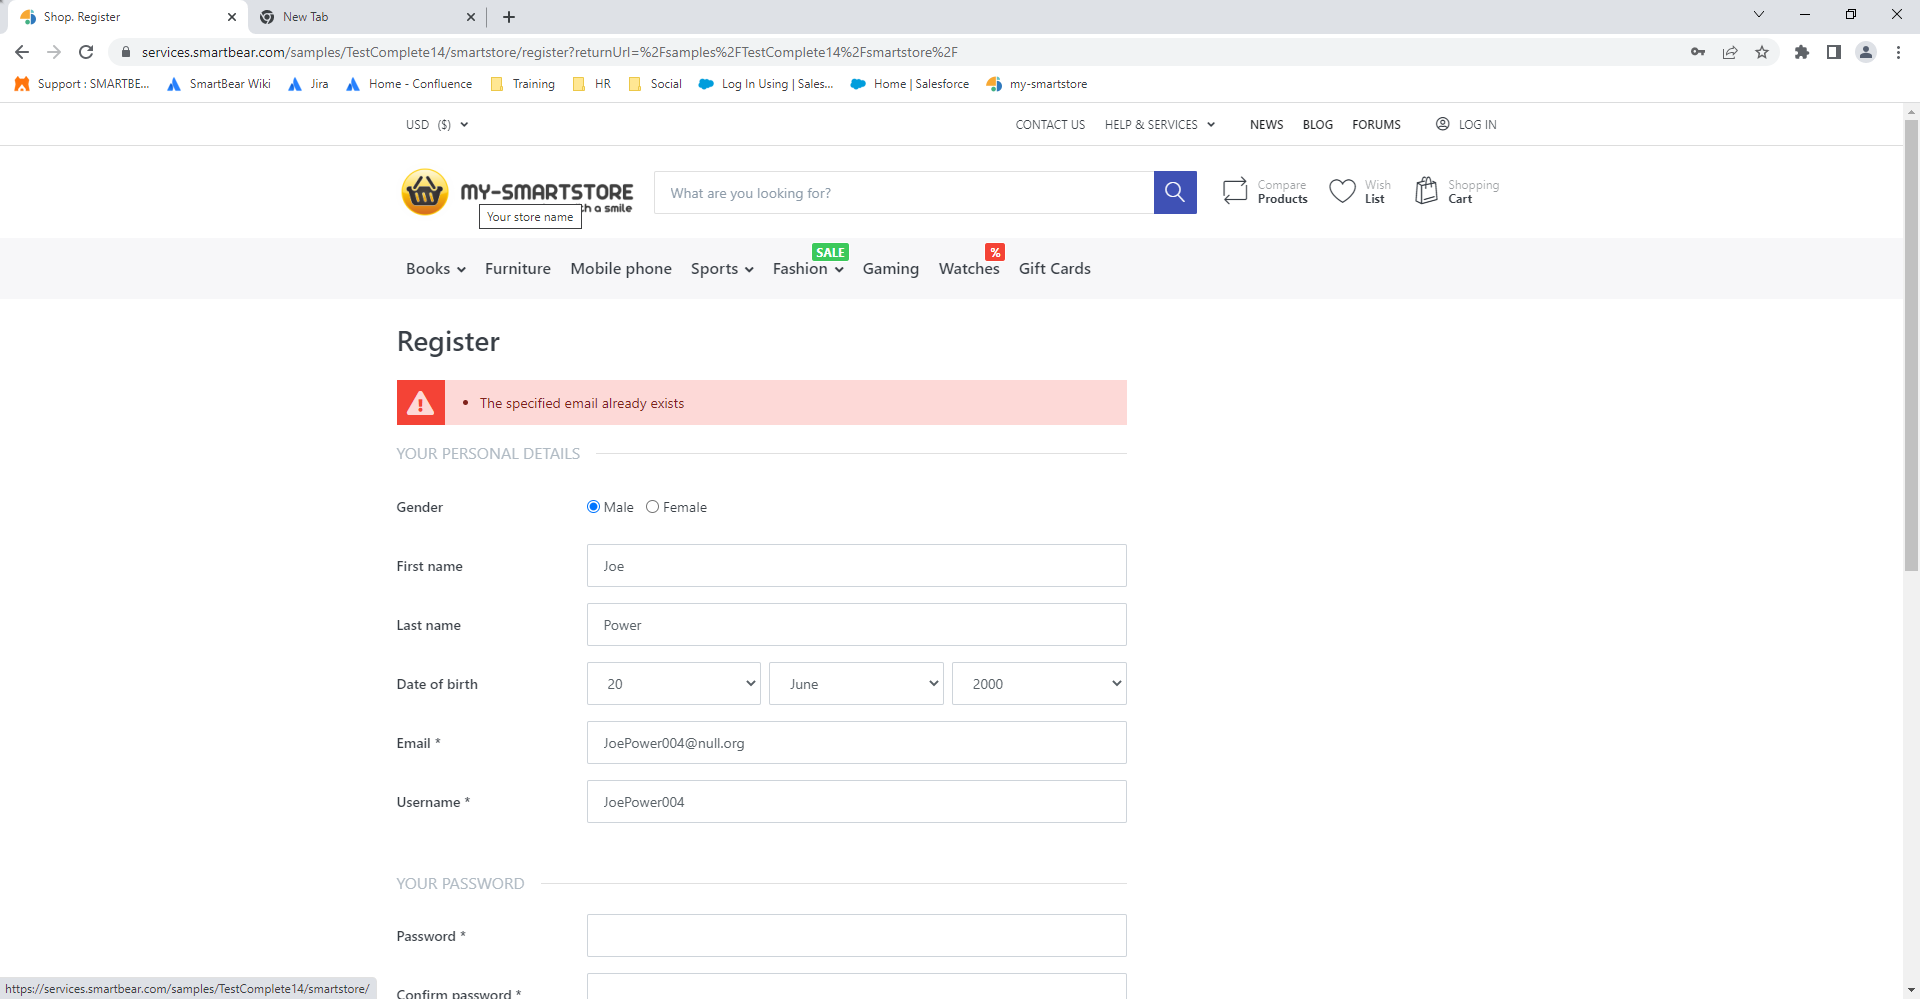 Shop. Register
New Tab
services.smartbear.com/samples/TestComplete14/smartstore/register?returnUrl=%2Fsamples%2FTestComplete14%2Fsmartstore%2F
Support : SMARTBE... SmartBear Wiki Jira Home - Confluence Training HR Social Log In Using | Sales... Home | Salesforce my-smartstore
USD ($) CONTACT US HELP & SERVICES NEWS BLOG FORUMS LOG IN
MY-SMARTSTORE
th a smile
Your store name
What are you looking for?
Compare
Products
Wish
List
Shopping
Cart
SALE
%
Books Furniture Mobile phone Sports Fashion Gaming Watches Gift Cards
Register
• The specified email already exists
YOUR PERSONAL DETAILS
Gender Male Female
First name Joe
Last name Power
Date of birth 20 June 2000
Email * JoePower004@null.org
Username * JoePower004
YOUR PASSWORD
Password *
Confirm password *
https://services.smartbear.com/samples/TestComplete14/smartstore/